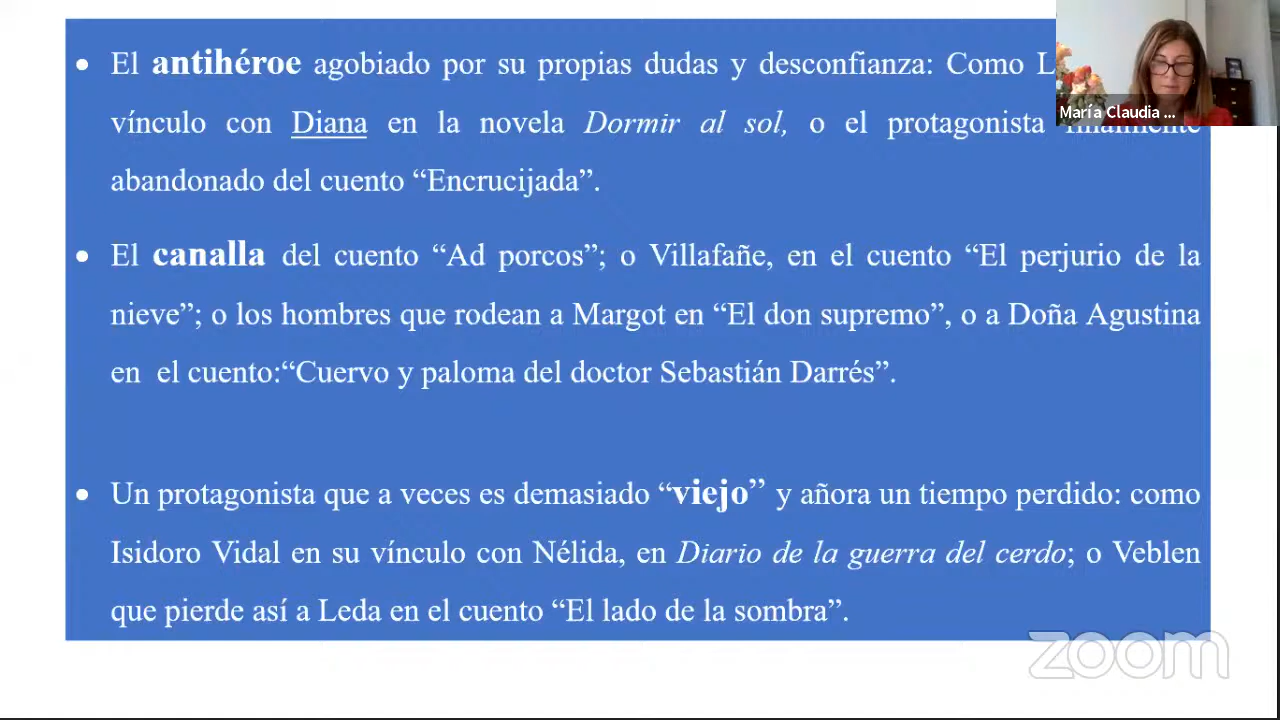 • El antihéroe agobiado por su propias dudas y desconfianza: Como
vínculo con Diana en la novela Dormir al sol, o el protagonista finalmente
abandonado del cuento “Encrucijada”.
• El canalla del cuento “Ad porcos”; o Villafañe, en el cuento “El perjurio de la
nieve”; o los hombres que rodean a Margot en “El don supremo”, o a Doña Agustina
en el cuento:“Cuervo y paloma del doctor Sebastián Darrés”.
• Un protagonista que a veces es demasiado “viejo” y añora un tiempo perdido: como
Isidoro Vidal en su vínculo con Nélida, en Diario de la guerra del cerdo; o Veblen
que pierde así a Leda en el cuento “El lado de la sombra”.
María Claudia ...
zoom